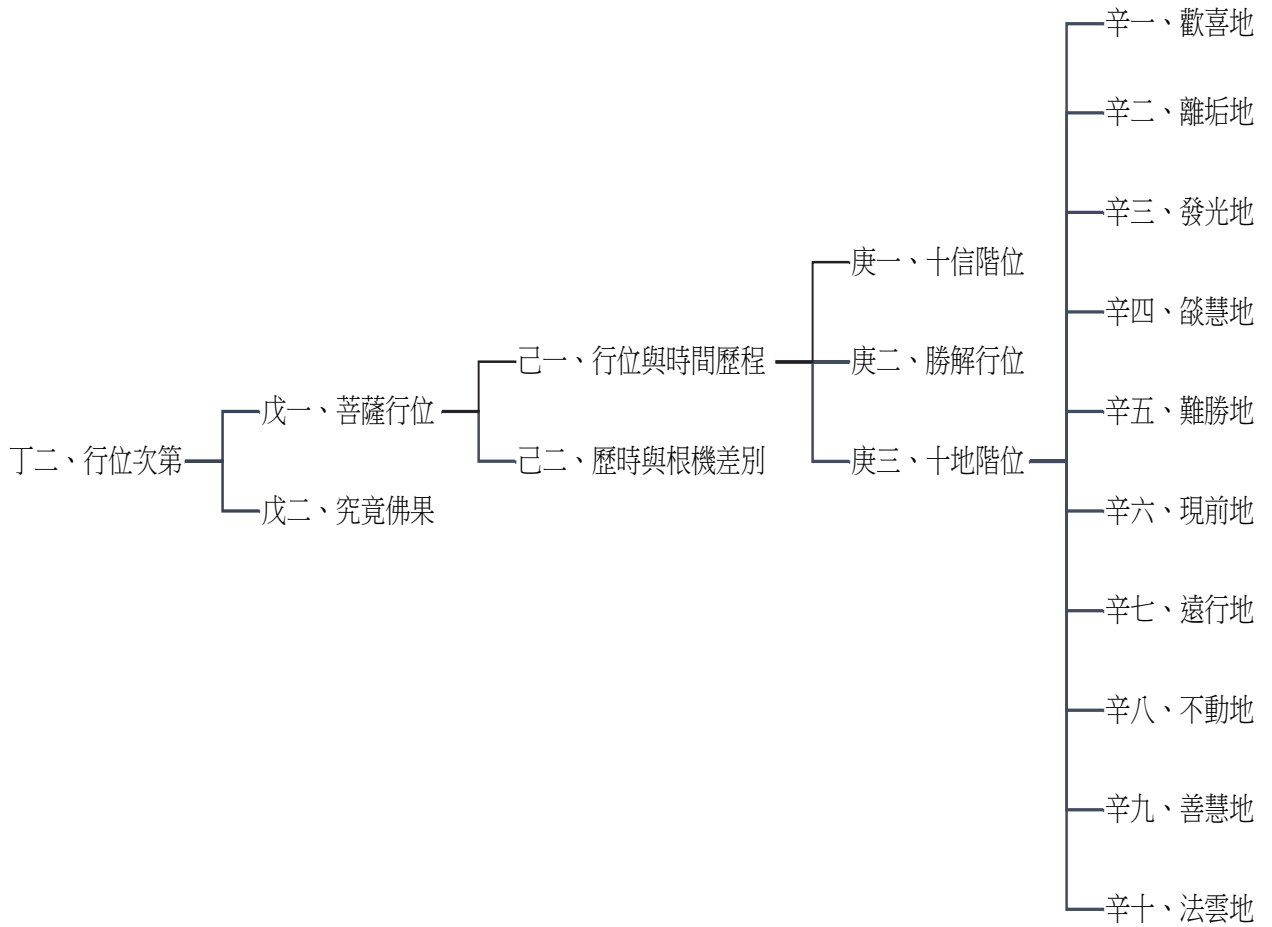 丁二、行位次第
戊一、菩薩行位
己一、行位與時間歷程
庚一、十信階位
庚二、勝解行位
庚三、十地階位
辛一、歡喜地
辛二、離垢地
辛三、發光地
辛四、燄慧地
辛五、難勝地
辛六、現前地
辛七、遠行地
辛八、不動地
辛九、善慧地
辛十、法雲地
己二、歷時與根機差別
戊二、究竟佛果